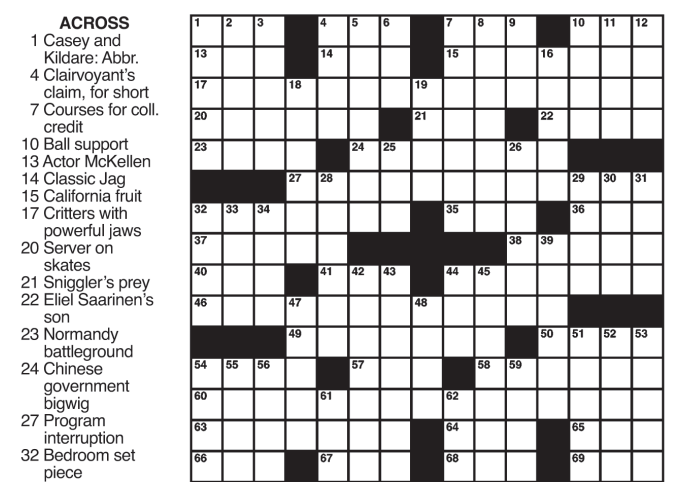 ACROSS
1 Casey and
Kildare: Abbr.
4 Clairvoyant's
claim, for short
7 Courses for coll.
credit
10 Ball support
13 Actor McKellen
14 Classic Jag
15 California fruit
17 Critters with
powerful jaws
20 Server on
skates
21 Sniggler's prey
22 Eliel Saarinen's
son
23 Normandy
battleground
24 Chinese
government
bigwig
27 Program
interruption
32 Bedroom set
piece
1 2 3 4 5 6 7 8 9 10 11 12
13 14 15 16
17 18 19
20 21 22
23 24 25 26
27 28 29 30 31
32 33 34 35 36
37 38 39
40 41 42 43 44 45
46 47 48
49 50 51 52 53
54 55 56 57 58 59
60 61 62
63 64 65
66 67 68 69